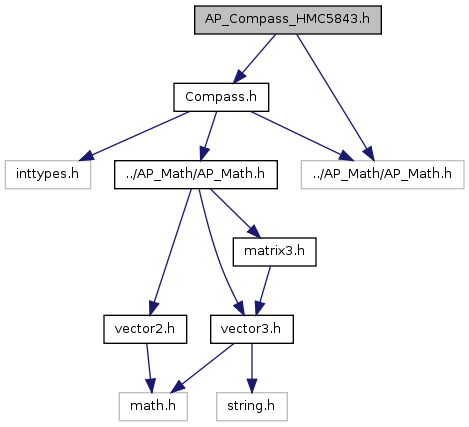 AP_Compass_HMC5843.h
Compass.h
inttypes.h
../AP_Math/AP_Math.h
../AP_Math/AP_Math.h
matrix3.h
vector2.h
vector3.h
math.h
string.h